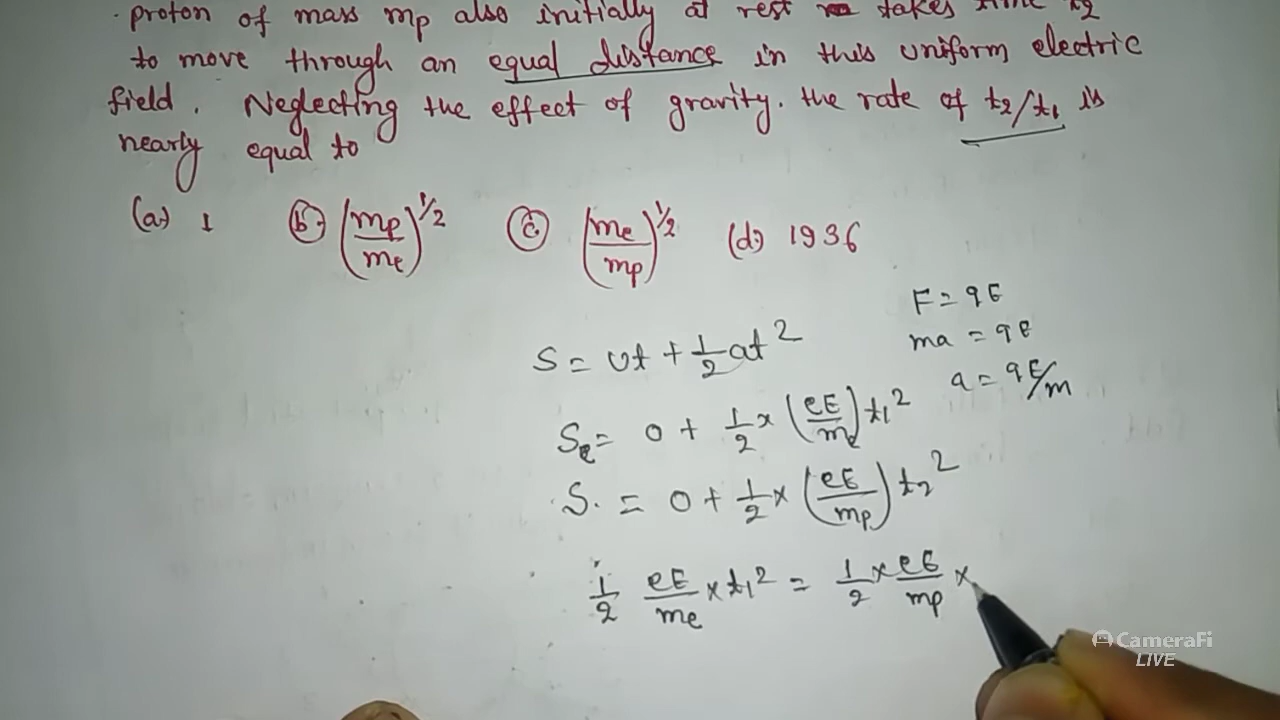 proton of mass mp also initially at rest takes time t2
to move through an equal distance in this uniform electric
field. Neglecting the effect of gravity. the rate of t2/t1 is
nearly equal to
(a) 1 (b) (mp/me)^1/2 (c) (me/mp)^1/2 (d) 1936
F = qE
ma = qE
a = qE/m
S = ut + 1/2 at^2
Se = 0 + 1/2 x (eE/me) t1^2
S. = 0 + 1/2 x (eE/mp) t2^2
1/2 eE/me x t1^2 = 1/2 x eE/mp x
CameraFi
LIVE